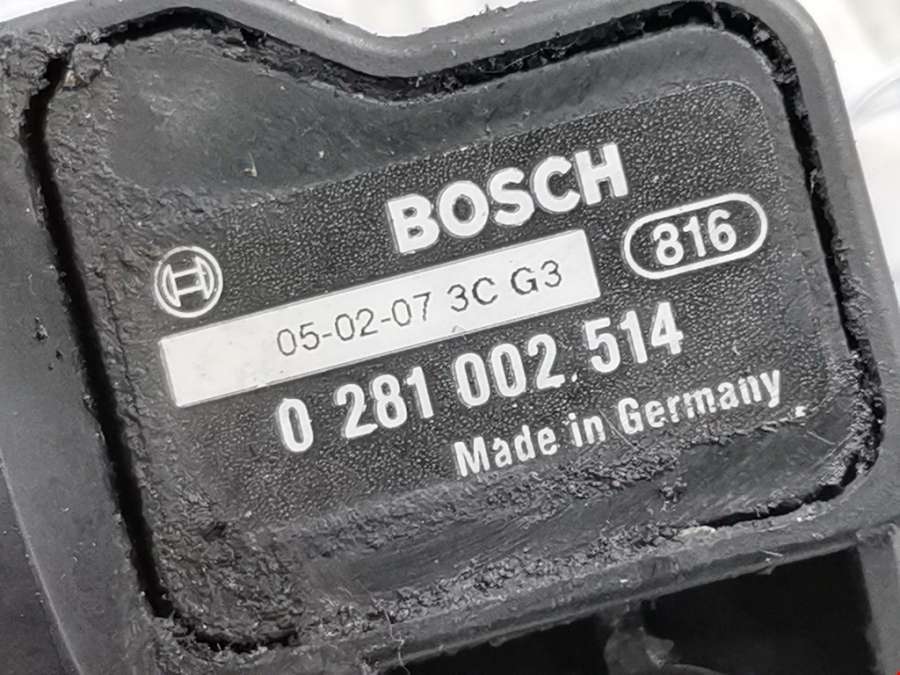 BOSCH
816
05-02-07 3C G3
0 281 002 514
Made in Germany